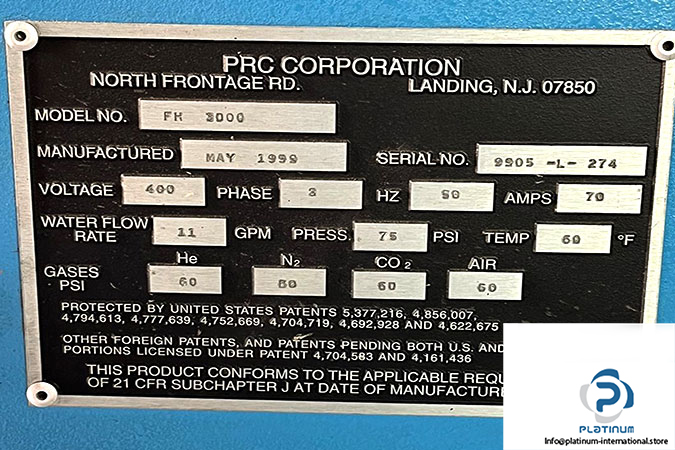 PRC CORPORATION
NORTH FRONTAGE RD. LANDING, N.J. 07850
MODEL NO. FH 3000
MANUFACTURED MAY 1999 SERIAL NO. 9905 -L- 274
VOLTAGE 400 PHASE 3 HZ 50 AMPS 70
WATER FLOW RATE 11 GPM PRESS. 75 PSI TEMP 60 °F
He N₂ CO₂ AIR
GASES PSI 60 60 60 60
PROTECTED BY UNITED STATES PATENTS 5,377,216, 4,856,007,
4,794,613, 4,777,639, 4,752,669, 4,704,719, 4,692,928 AND 4,622,675
OTHER FOREIGN PATENTS, AND PATENTS PENDING BOTH U.S. AND
PORTIONS LICENSED UNDER PATENT 4,704,583 AND 4,161,436
THIS PRODUCT CONFORMS TO THE APPLICABLE
OF 21 CFR SUBCHAPTER J AT DATE OF
PLATINUM
Info@platinum-international.store